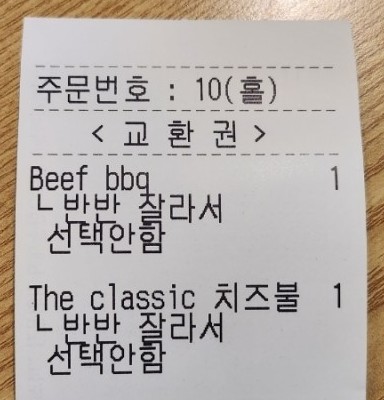 주문번호 : 10(홀)
< 교 환 권 >
Beef bbq 1
ㄴ반반 잘라서
선택안함
The classic 치즈불 1
ㄴ반반 잘라서
선택안함